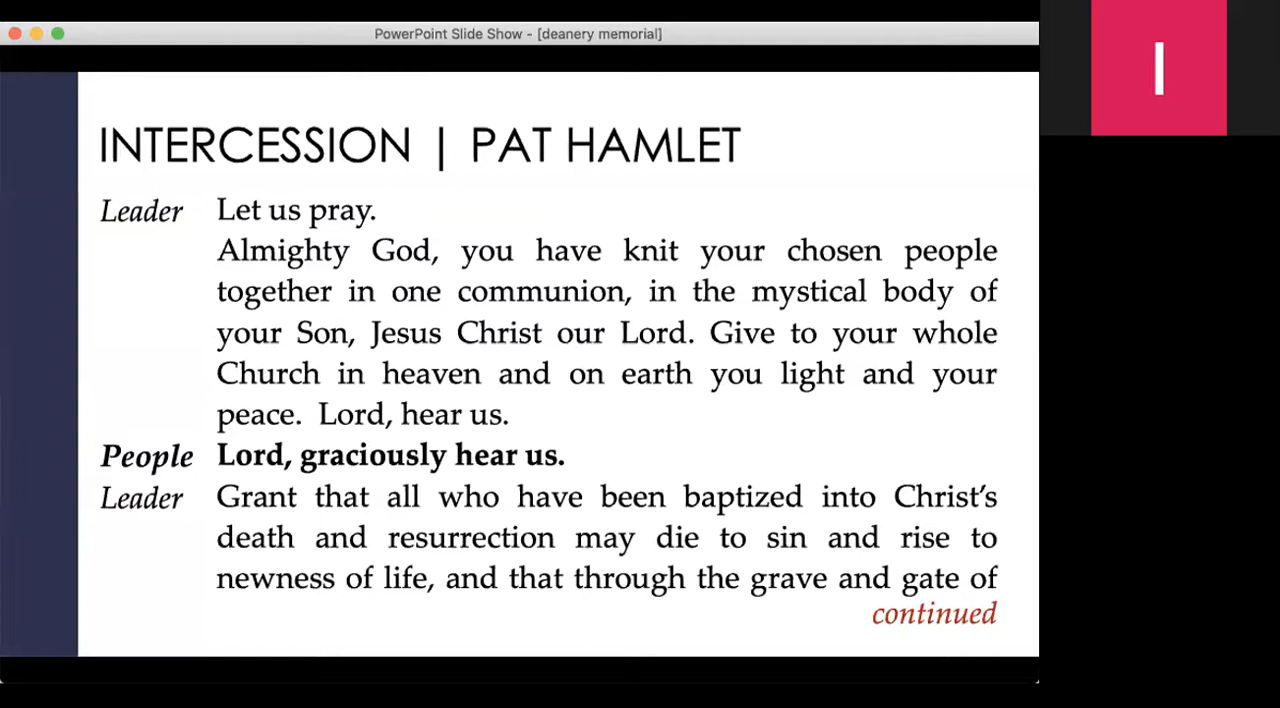 PowerPoint Slide Show - [deanery memorial]
I
INTERCESSION | PAT HAMLET
Leader Let us pray.
Almighty God, you have knit your chosen people
together in one communion, in the mystical body of
your Son, Jesus Christ our Lord. Give to your whole
Church in heaven and on earth you light and your
peace. Lord, hear us.
People Lord, graciously hear us.
Leader Grant that all who have been baptized into Christ’s
death and resurrection may die to sin and rise to
newness of life, and that through the grave and gate of
continued